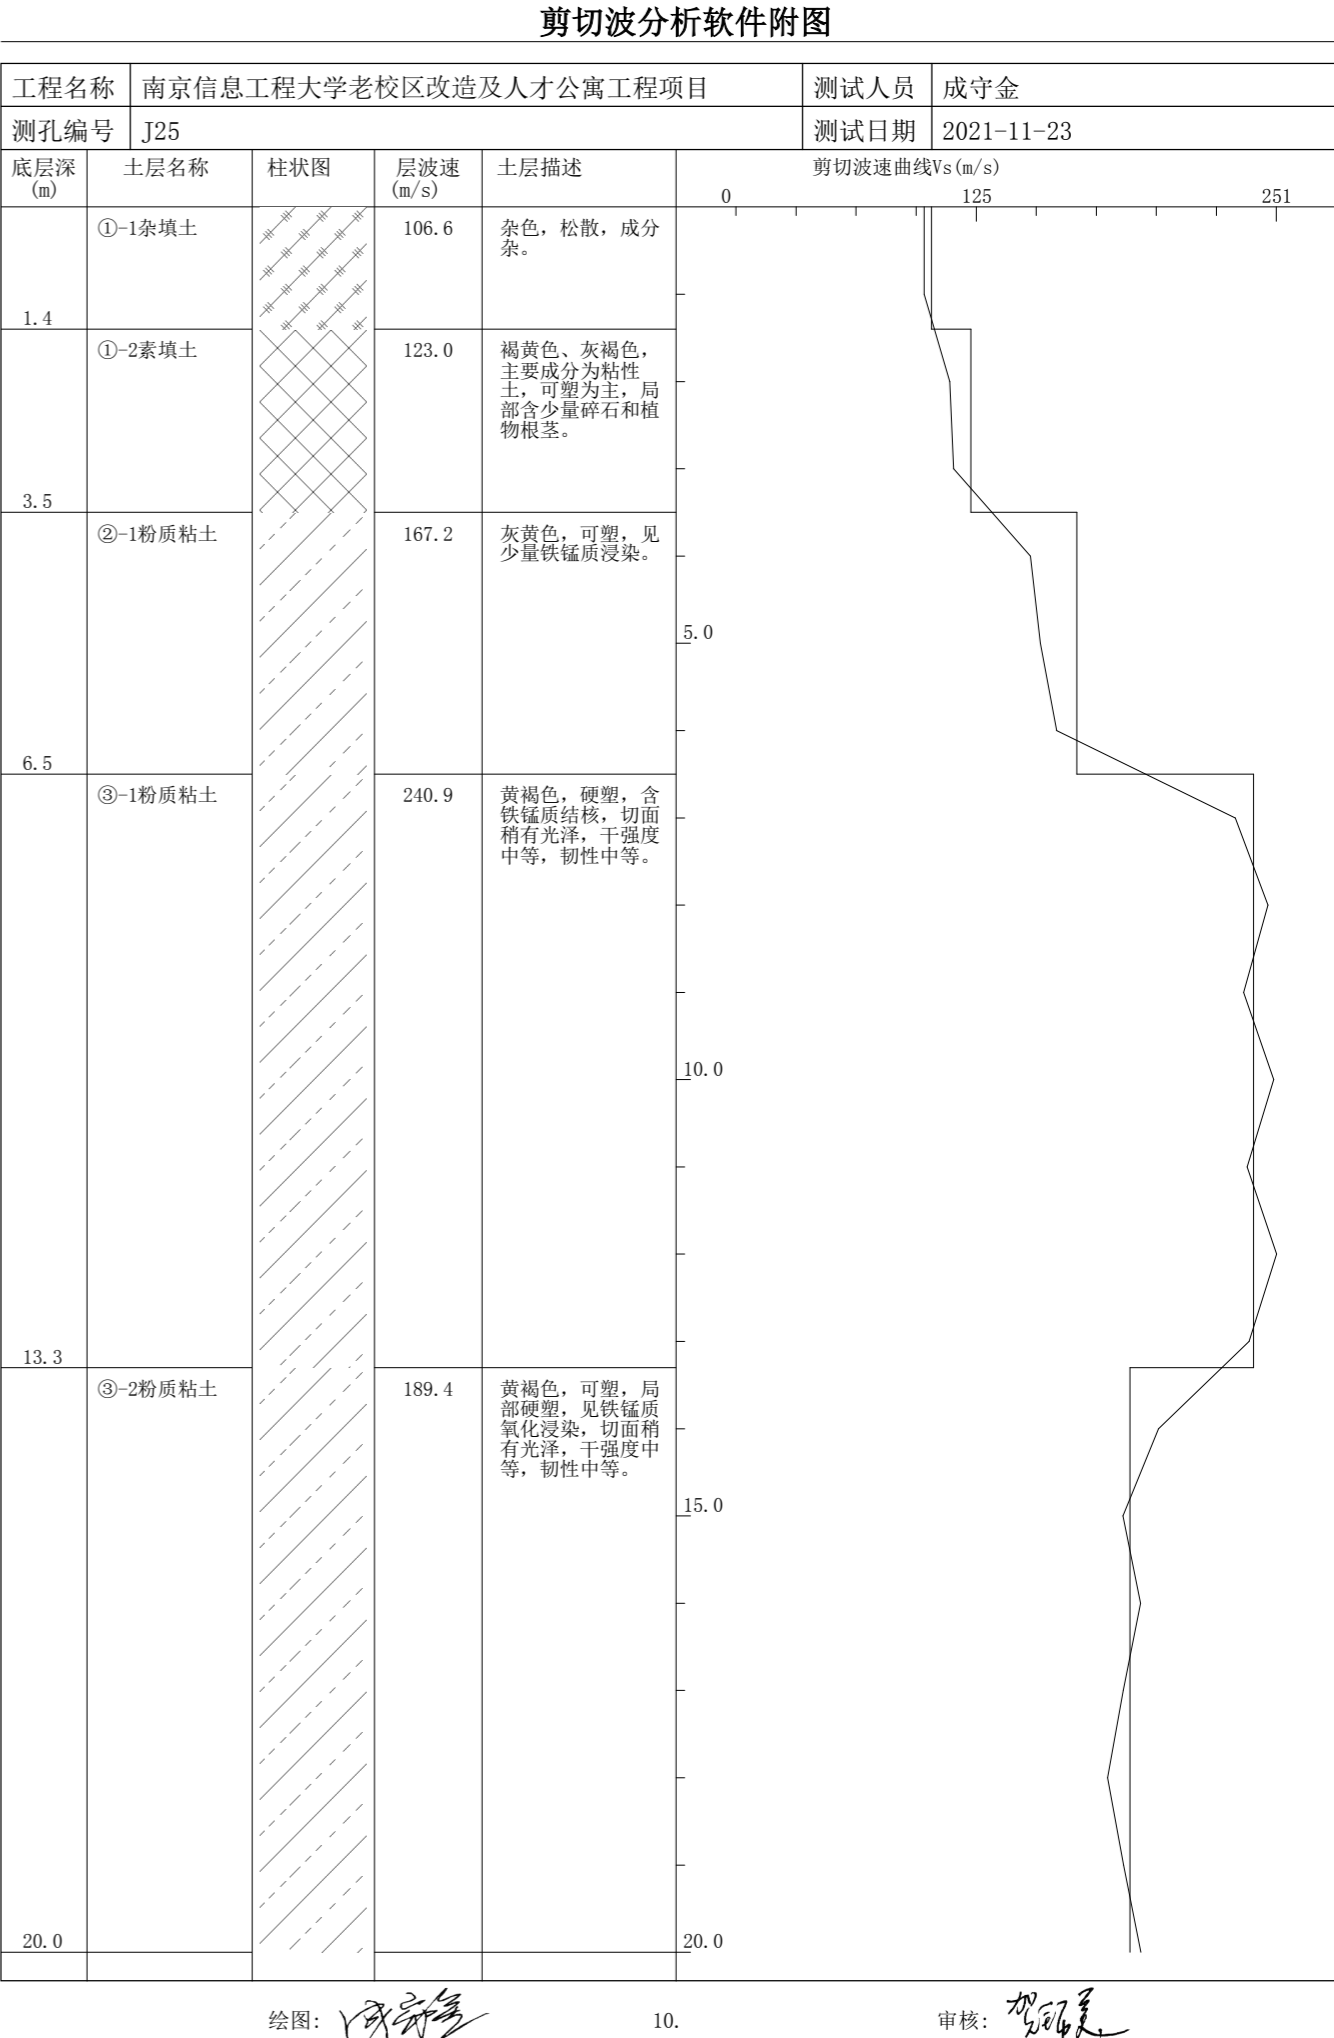 剪切波分析软件附图
工程名称 南京信息工程大学老校区改造及人才公寓工程项目 测试人员 成守金
测孔编号 J25 测试日期 2021-11-23
底层深 土层名称 柱状图 层波速 土层描述 剪切波速曲线Vs(m/s)
(m) (m/s)
0 125 251
①-1杂填土 106.6 杂色，松散，成分
杂。
1.4
①-2素填土 123.0 褐黄色、灰褐色，
主要成分为粘性
土，可塑为主，局
部含少量碎石和植
物根茎。
3.5
②-1粉质粘土 167.2 灰黄色，可塑，见
少量铁锰质浸染。
5.0
6.5
③-1粉质粘土 240.9 黄褐色，硬塑，含
铁锰质结核，切面
稍有光泽，干强度
中等，韧性中等。
10.0
13.3
③-2粉质粘土 189.4 黄褐色，可塑，局
部硬塑，见铁锰质
氧化浸染，切面稍
有光泽，干强度中
等，韧性中等。
15.0
20.0 20.0
绘图: 成守金 10. 审核: